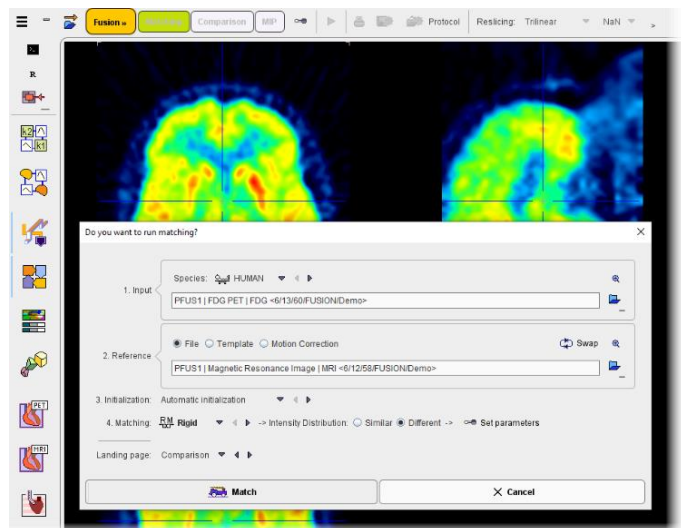 Fusion
Comparison
MIP
Protocol
Reslicing: Trilinear
NaN
R
k2
k1
PET
MRI
Do you want to run matching?
1. Input
Species: HUMAN
PFUS1 | FDG PET | FDG <6/13/60/FUSION/Demo>
2. Reference
File Template Motion Correction Swap
PFUS1 | Magnetic Resonance Image | MRI <6/12/58/FUSION/Demo>
3. Initialization: Automatic initialization
4. Matching: RM Rigid -> Intensity Distribution: Similar Different -> Set parameters
Landing page: Comparison
Match
Cancel